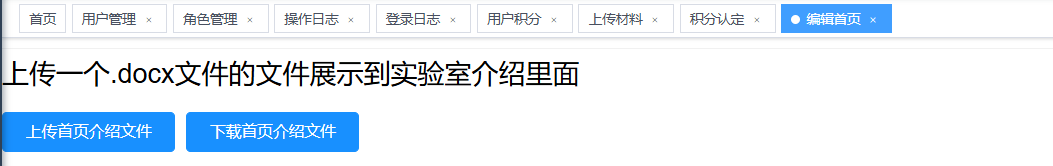 首页 用户管理 × 角色管理 × 操作日志 × 登录日志 × 用户积分 × 上传材料 × 积分认定 × 编辑首页 ×
上传一个.docx文件的文件展示到实验室介绍里面
上传首页介绍文件 下载首页介绍文件